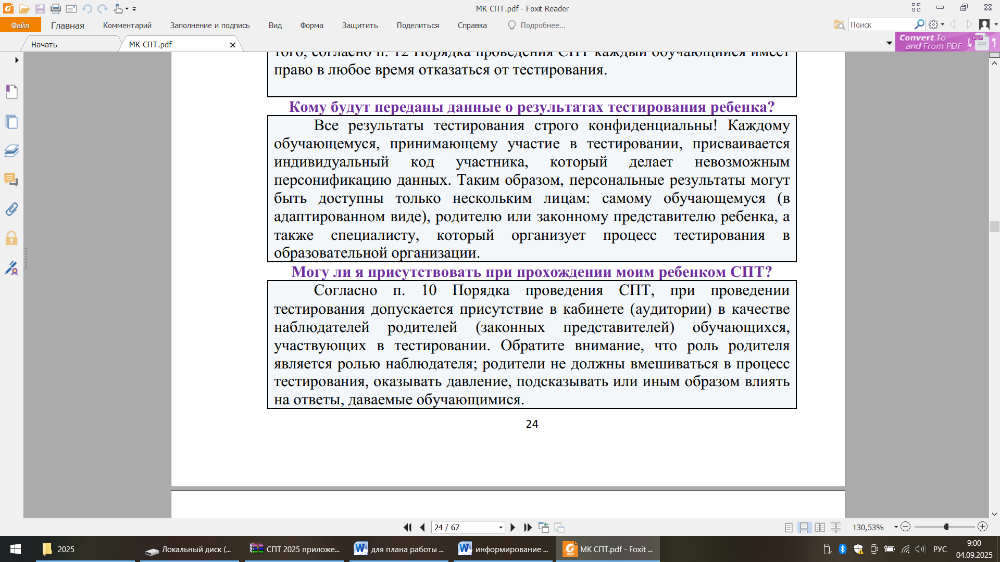 МК СПТ.pdf - Foxit Reader
Файл Главная Комментарий Заполнение и подпись Вид Форма Защитить Поделиться Справка Подробнее... Поиск
Начать МК СПТ.pdf
Convert To
and From PDF
PDF
того, согласно п. 12 Порядка проведения СПТ каждый обучающийся имеет
право в любое время отказаться от тестирования.
Кому будут переданы данные о результатах тестирования ребенка?
Все результаты тестирования строго конфиденциальны! Каждому
обучающемуся, принимающему участие в тестировании, присваивается
индивидуальный код участника, который делает невозможным
персонификацию данных. Таким образом, персональные результаты могут
быть доступны только нескольким лицам: самому обучающемуся (в
адаптированном виде), родителю или законному представителю ребенка, а
также специалисту, который организует процесс тестирования в
образовательной организации.
Могу ли я присутствовать при прохождении моим ребенком СПТ?
Согласно п. 10 Порядка проведения СПТ, при проведении
тестирования допускается присутствие в кабинете (аудитории) в качестве
наблюдателей родителей (законных представителей) обучающихся,
участвующих в тестировании. Обратите внимание, что роль родителя
является ролью наблюдателя; родители не должны вмешиваться в процесс
тестирования, оказывать давление, подсказывать или иным образом влиять
на ответы, даваемые обучающимися.
24
24 / 67
130,53%
2025 Локальный диск (... СПТ 2025 приложе... для плана работы ... информирование ... МК СПТ.pdf - Foxit ... РУС
9:00
04.09.2025